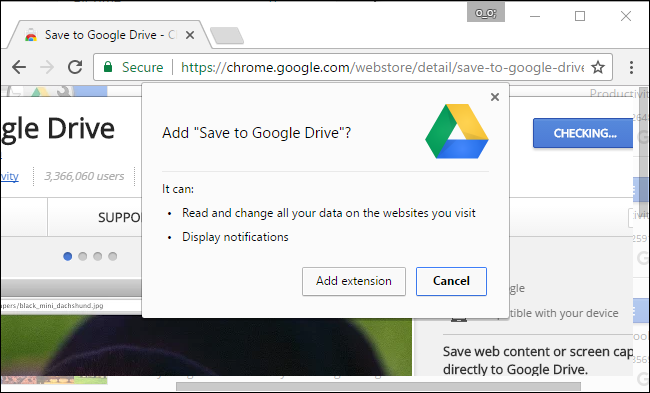 o_o;
Save to Google Drive - C
Secure
https://chrome.google.com/webstore/detail/save-to-google-drive
Productivit
gle Drive
CHECKING...
ivity
3,366,060 users
SUPPO
Add "Save to Google Drive"?
It can:
• Read and change all your data on the websites you visit
• Display notifications
Add extension
Cancel
apers/black_mini_dachshund.jpg
gle
patible with your device
Save web content or screen cap
directly to Google Drive.